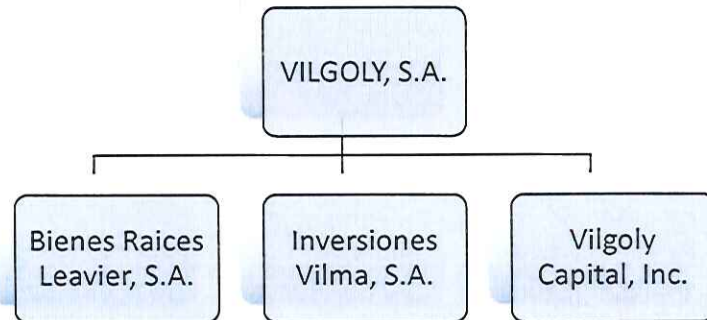 VILGOLY, S.A.
Bienes Raices
Leavier, S.A.
Inversiones
Vilma, S.A.
Vilgoly
Capital, Inc.